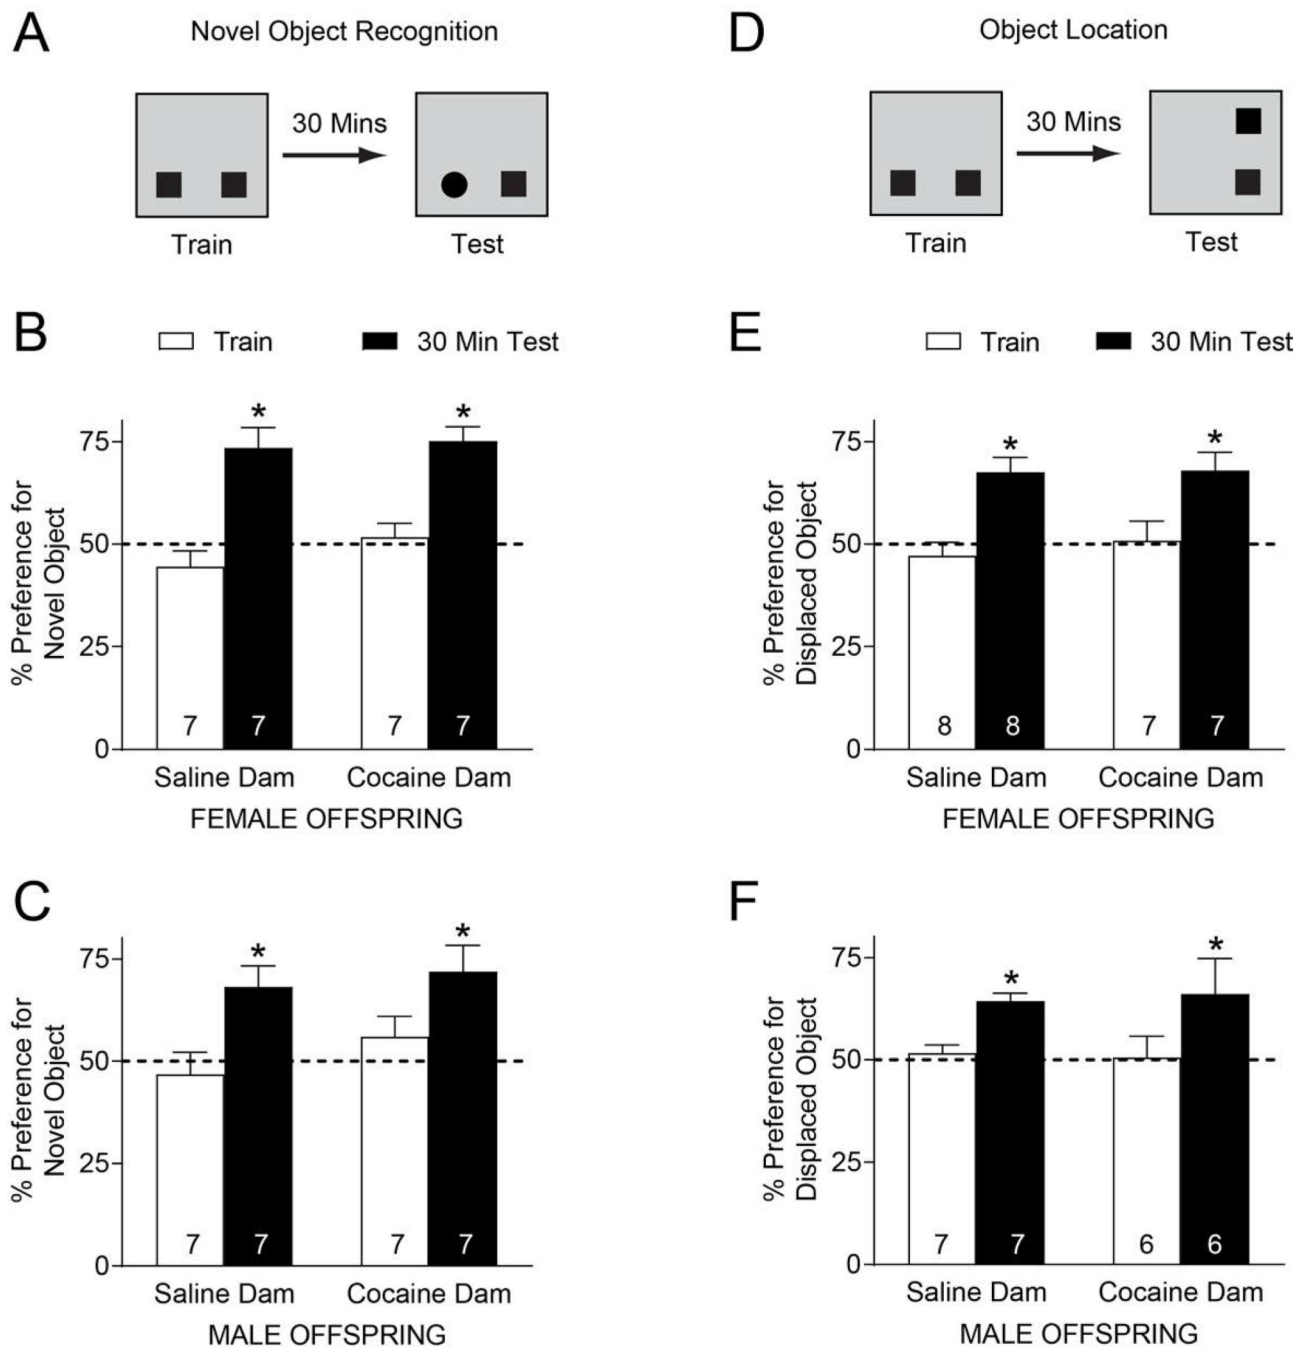 A
Novel Object Recognition
30 Mins
Train
Test
D
Object Location
30 Mins
Train
Test
B
Train
30 Min Test
% Preference for
Novel Object
75
*
*
50
25
0
7
7
7
7
Saline Dam
Cocaine Dam
FEMALE OFFSPRING
E
Train
30 Min Test
% Preference for
Displaced Object
75
*
*
50
25
0
8
8
7
7
Saline Dam
Cocaine Dam
FEMALE OFFSPRING
C
% Preference for
Novel Object
75
*
*
50
25
0
7
7
7
7
Saline Dam
Cocaine Dam
MALE OFFSPRING
F
% Preference for
Displaced Object
75
*
*
50
25
0
7
7
6
6
Saline Dam
Cocaine Dam
MALE OFFSPRING